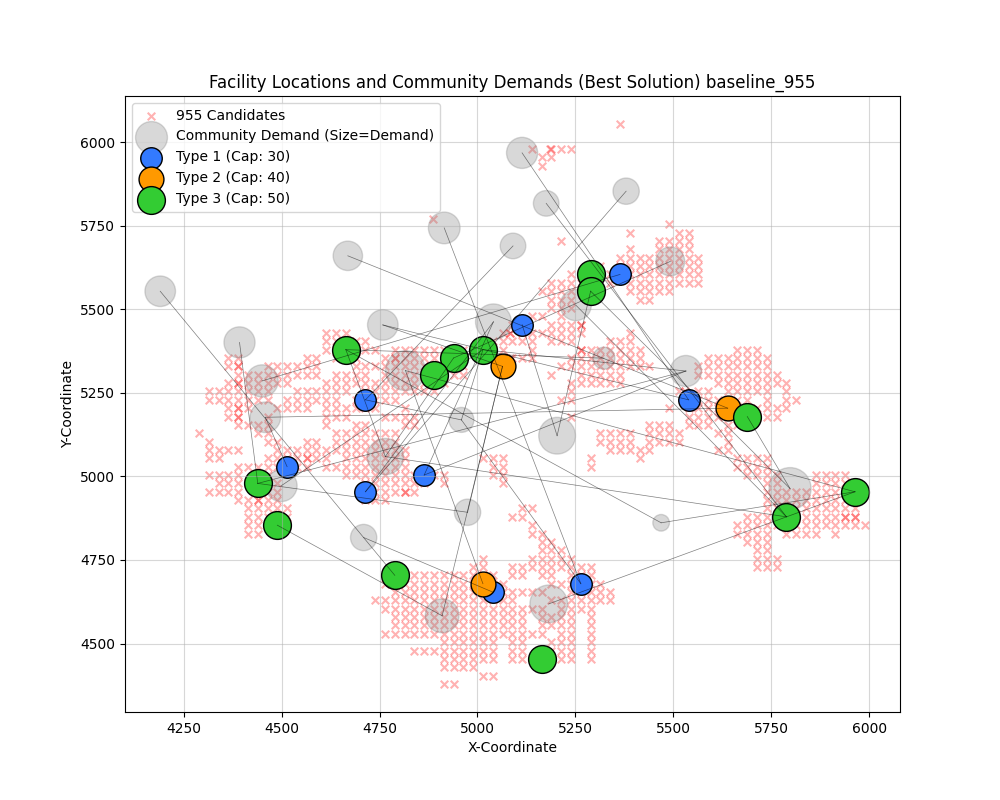 Facility Locations and Community Demands (Best Solution) baseline_955
955 Candidates
Community Demand (Size=Demand)
Type 1 (Cap: 30)
Type 2 (Cap: 40)
Type 3 (Cap: 50)
Y-Coordinate
6000
5750
5500
5250
5000
4750
4500
4250 4500 4750 5000 5250 5500 5750 6000
X-Coordinate